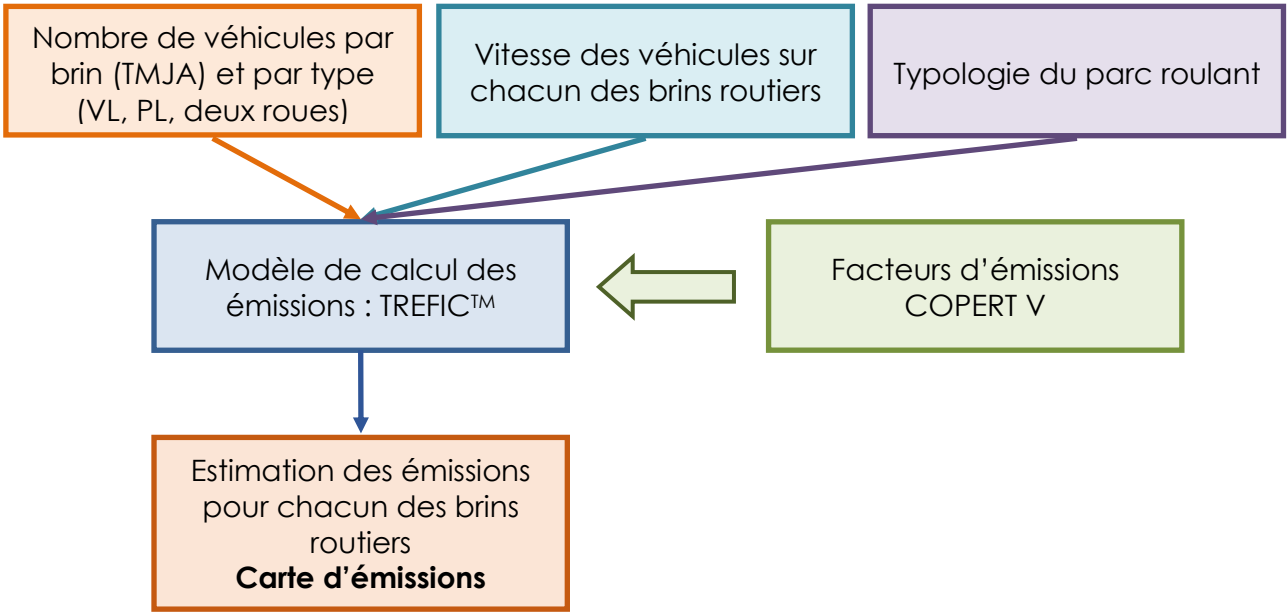 Nombre de véhicules par
brin (TMJA) et par type
(VL, PL, deux roues)
Vitesse des véhicules sur
chacun des brins routiers
Typologie du parc roulant
Modèle de calcul des
émissions : TREFIC™
Facteurs d’émissions
COPERT V
Estimation des émissions
pour chacun des brins
routiers
Carte d’émissions